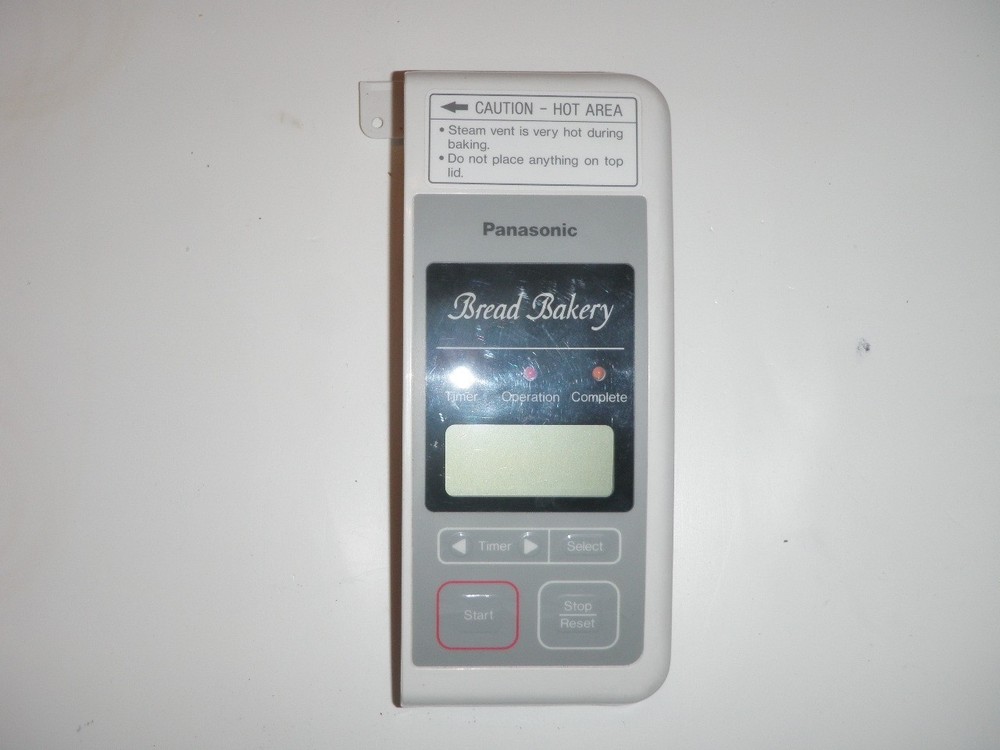 CAUTION - HOT AREA
• Steam vent is very hot during
baking.
• Do not place anything on top
lid.
Panasonic
Bread Bakery
Timer Operation Complete
Timer Select
Start
Stop
Reset